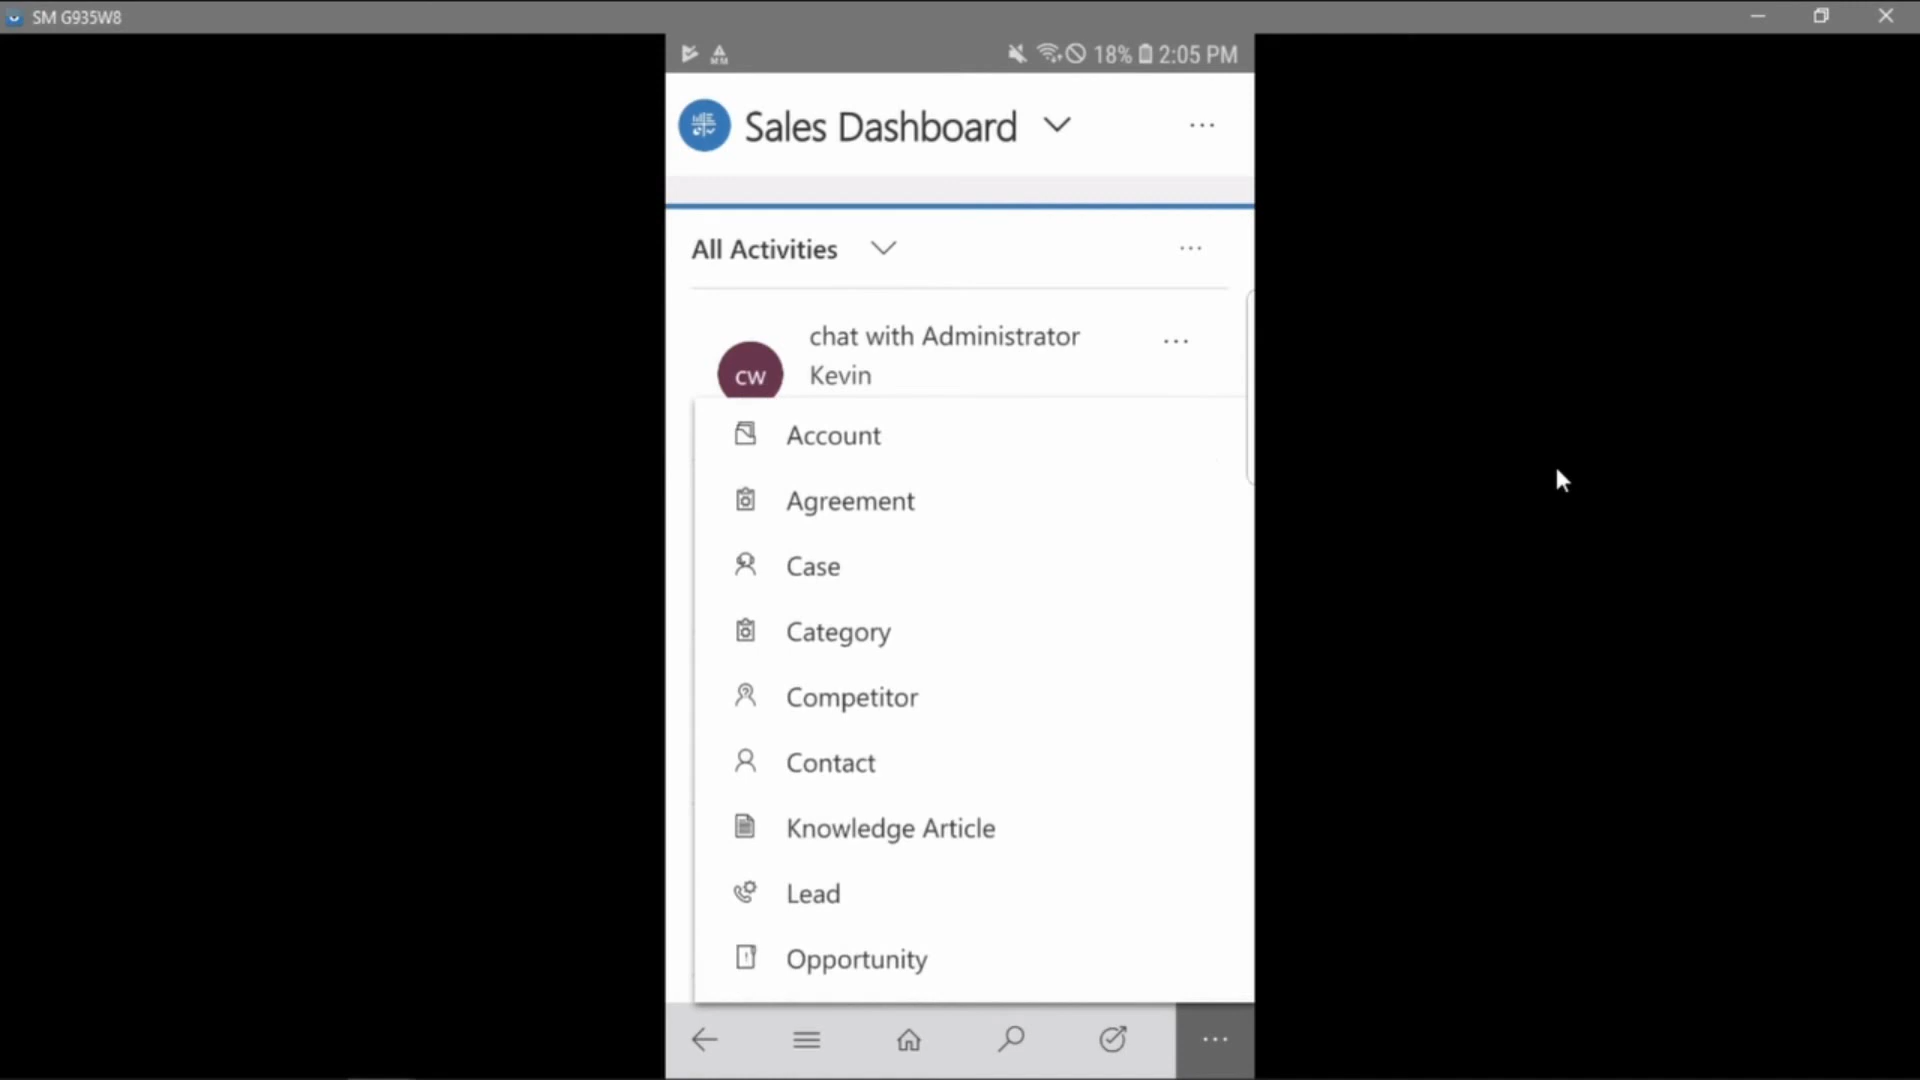 SM G935W8
MM 18% 2:05 PM
Sales Dashboard
All Activities
chat with Administrator
CW
Kevin
Account
Agreement
Case
Category
Competitor
Contact
Knowledge Article
Lead
Opportunity